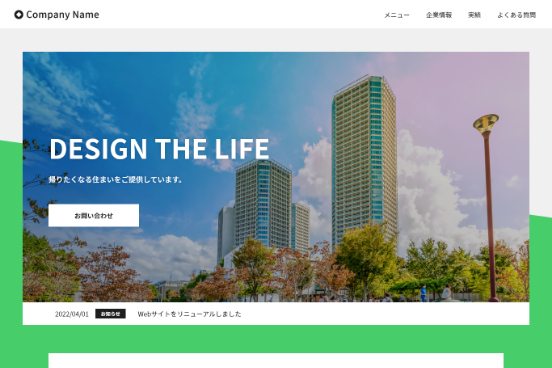 Company Name
メニュー 企業情報 実績 よくある質問
DESIGN THE LIFE
帰りたくなる住まいをご提供しています。
お問い合わせ
2022/04/01 お知らせ Webサイトをリニューアルしました